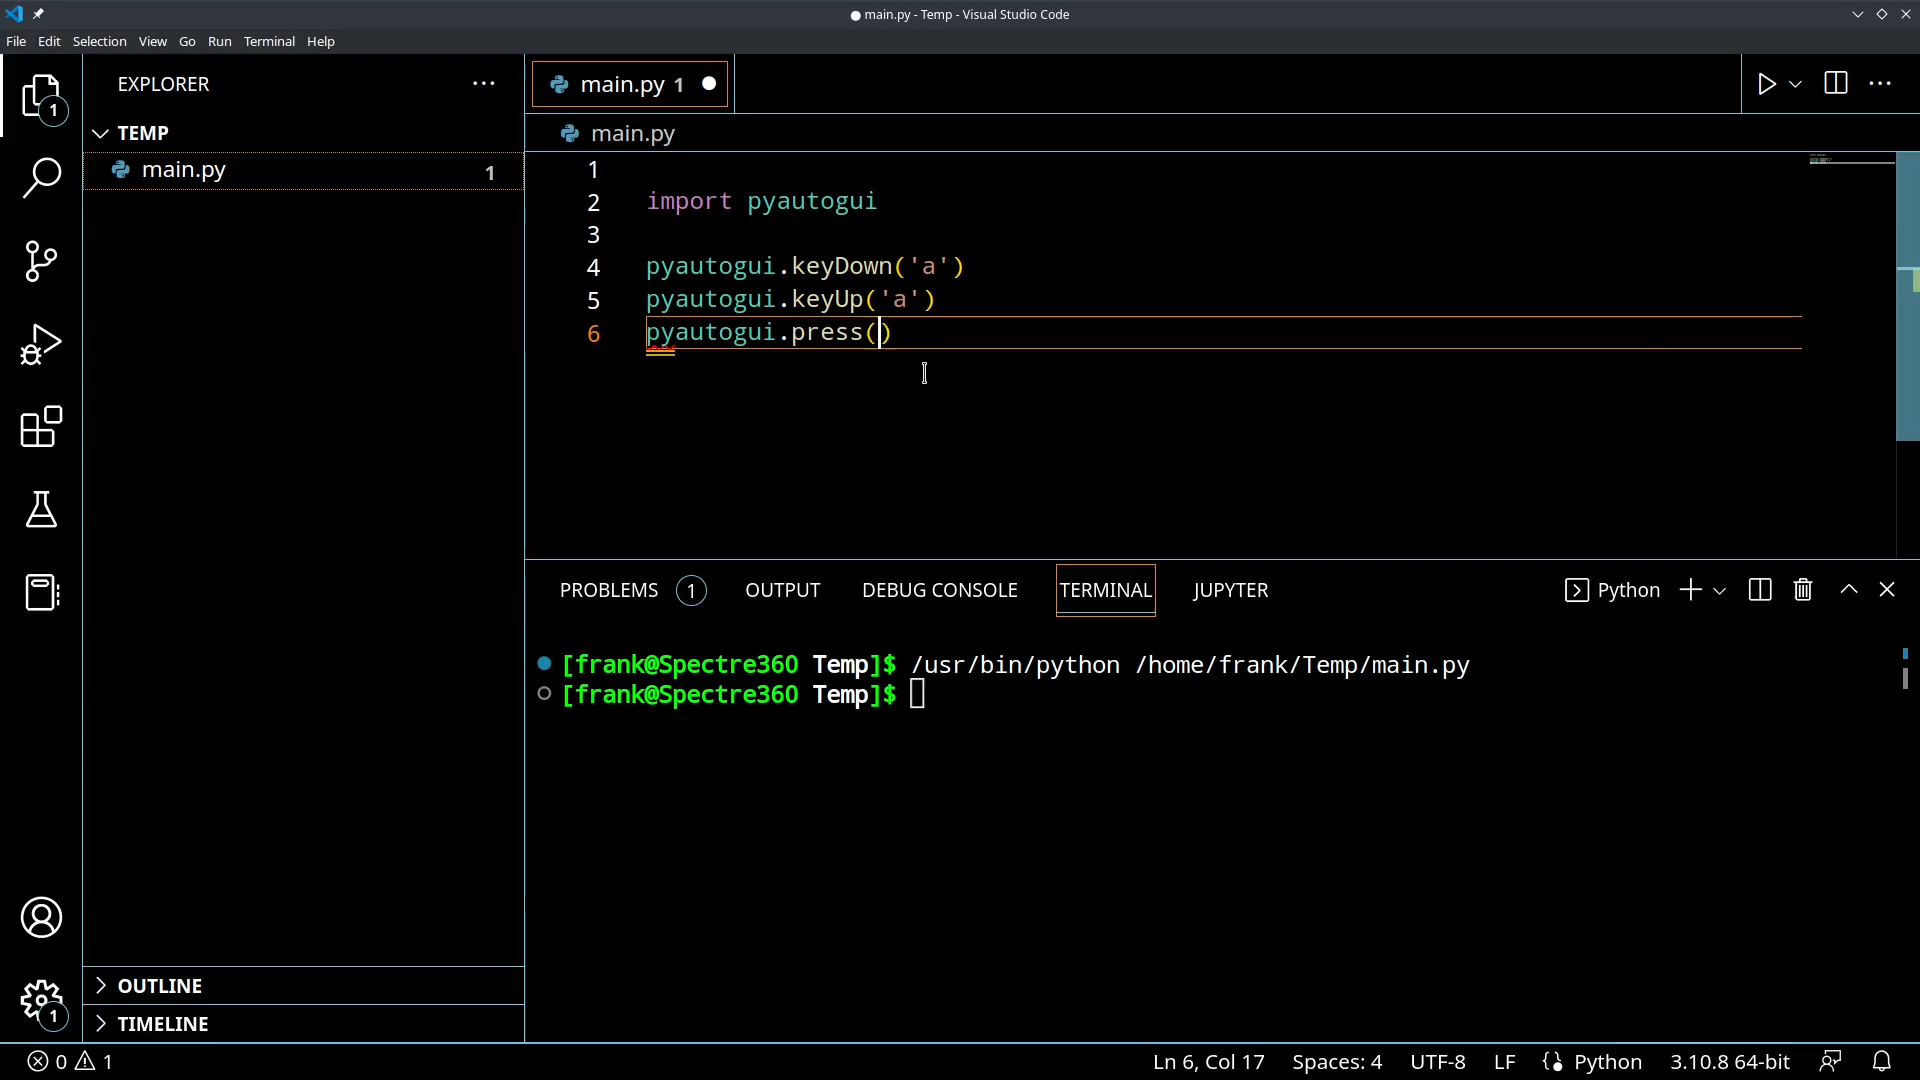 main.py - Temp - Visual Studio Code
File Edit Selection View Go Run Terminal Help
EXPLORER
TEMP
main.py 1
1
main.py 1
main.py
1
2 import pyautogui
3
4 pyautogui.keyDown('a')
5 pyautogui.keyUp('a')
6 pyautogui.press()
PROBLEMS 1 OUTPUT DEBUG CONSOLE TERMINAL JUPYTER Python
[frank@Spectre360 Temp]$ /usr/bin/python /home/frank/Temp/main.py
[frank@Spectre360 Temp]$
OUTLINE
1
TIMELINE
0 1 Ln 6, Col 17 Spaces: 4 UTF-8 LF Python 3.10.8 64-bit